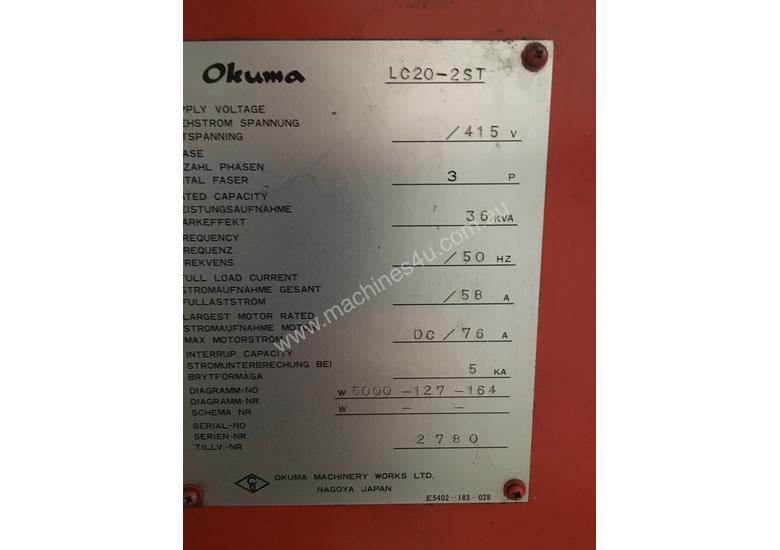 Okuma LC20-2ST
PPLY VOLTAGE
EHSTROM SPANNUNG
TSPANNING /415 V
ASE
ZAHL PHASEN
TAL FASER 3 P
ATED CAPACITY
EISTUNGSAUFNAHME
ARKEFFEKT 36 KVA
REQUENCY
REQUENZ
REKVENS /50 HZ
FULL LOAD CURRENT
STROMAUFNAHME GESANT
FULLASTSTRÖM /58 A
LARGEST MOTOR RATED
STROMAUFNAHME MOTOR
MAX MOTORSTRÖM DC/76 A
INTERRUP. CAPACITY
STROMUNTERBRECHUNG BEI
BRYTFÖRMÅGA 5 KA
DIAGRAMM-NO W 5000-127-164
DIAGRAMM-NR.
SCHEMA NR W - -
SERIAL-NO
SERIEN-NR.
TILLV.-NR 2780
OKUMA MACHINERY WORKS LTD.
NAGOYA JAPAN
E5402-183-028
www.machines4u.com.au